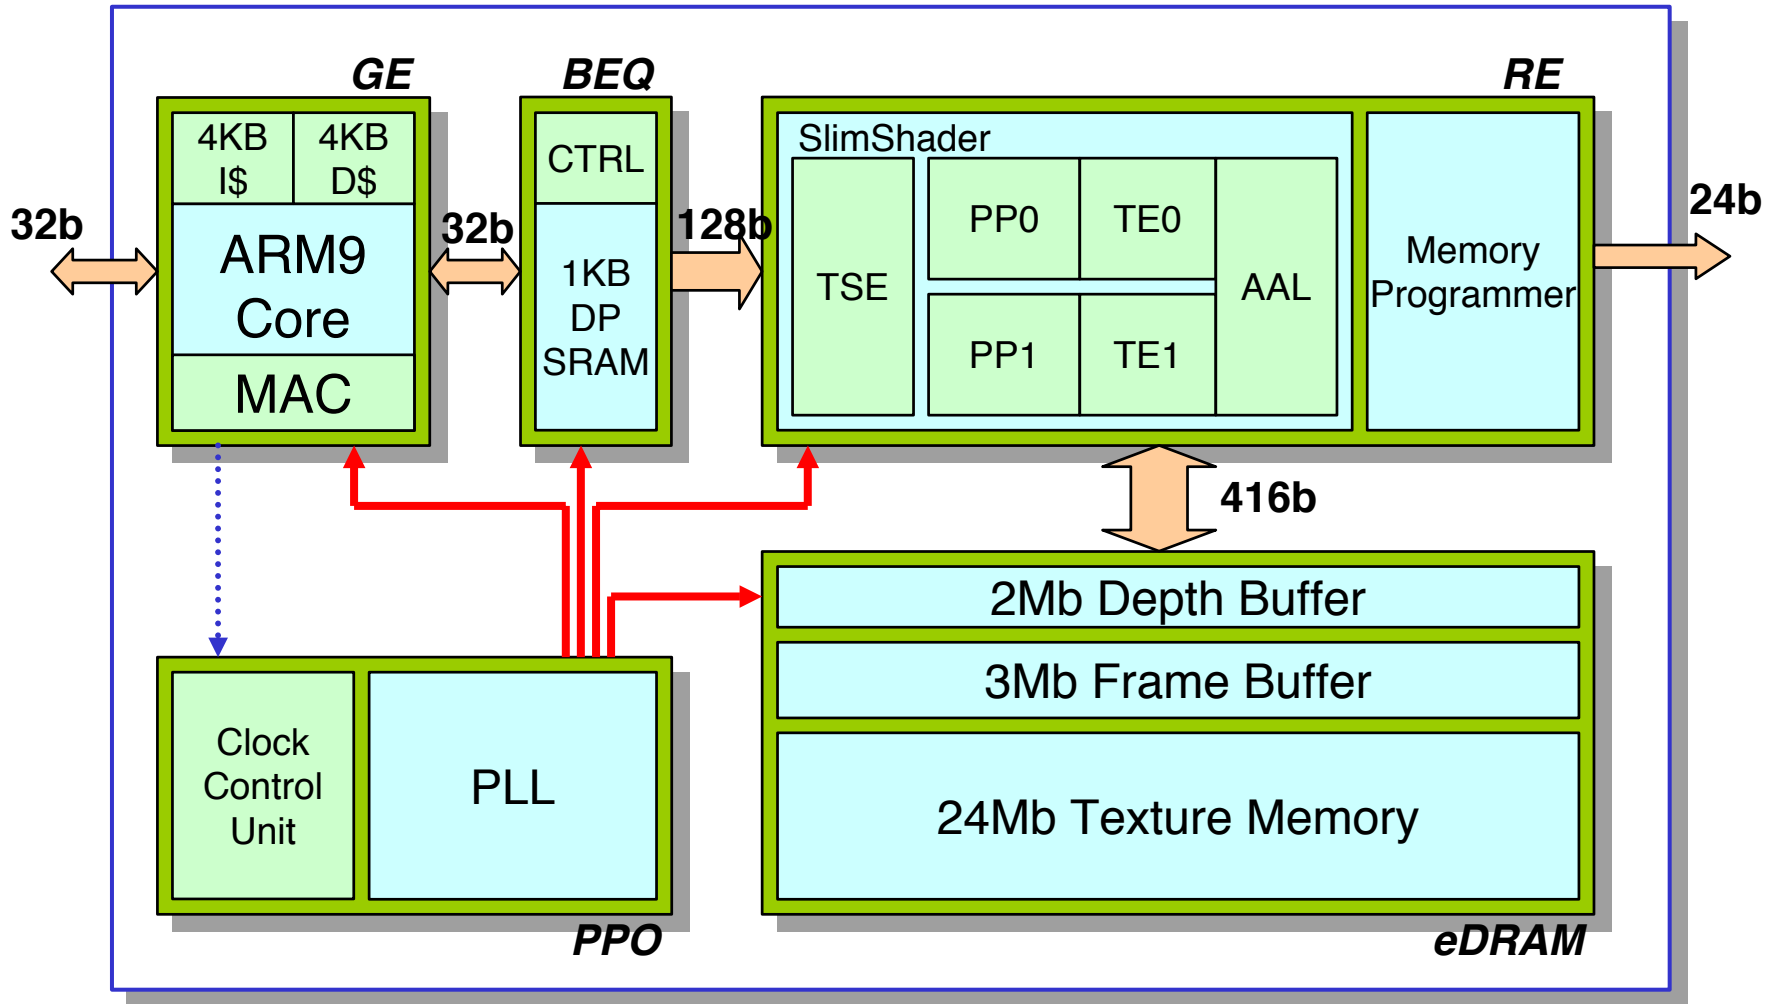 GE
BEQ
RE
4KB
I$
4KB
D$
ARM9
Core
MAC
32b
32b
CTRL
1KB
DP
SRAM
128b
SlimShader
TSE
PP0
TE0
PP1
TE1
AAL
Memory
Programmer
24b
416b
2Mb Depth Buffer
3Mb Frame Buffer
24Mb Texture Memory
eDRAM
Clock
Control
Unit
PLL
PPO